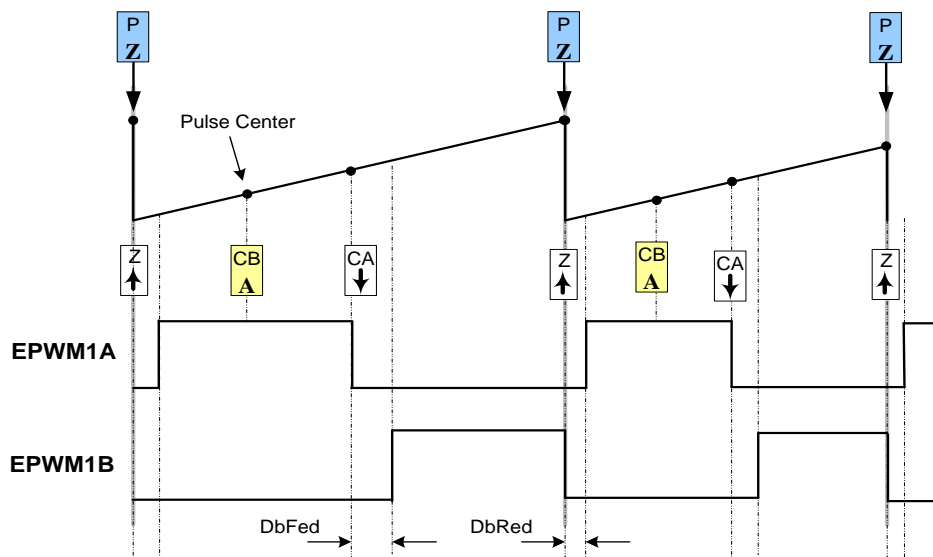 P P P
Z Z Z
Pulse Center
Z CB CA Z CB CA Z
A A
EPWM1A
EPWM1B
DbFed DbRed